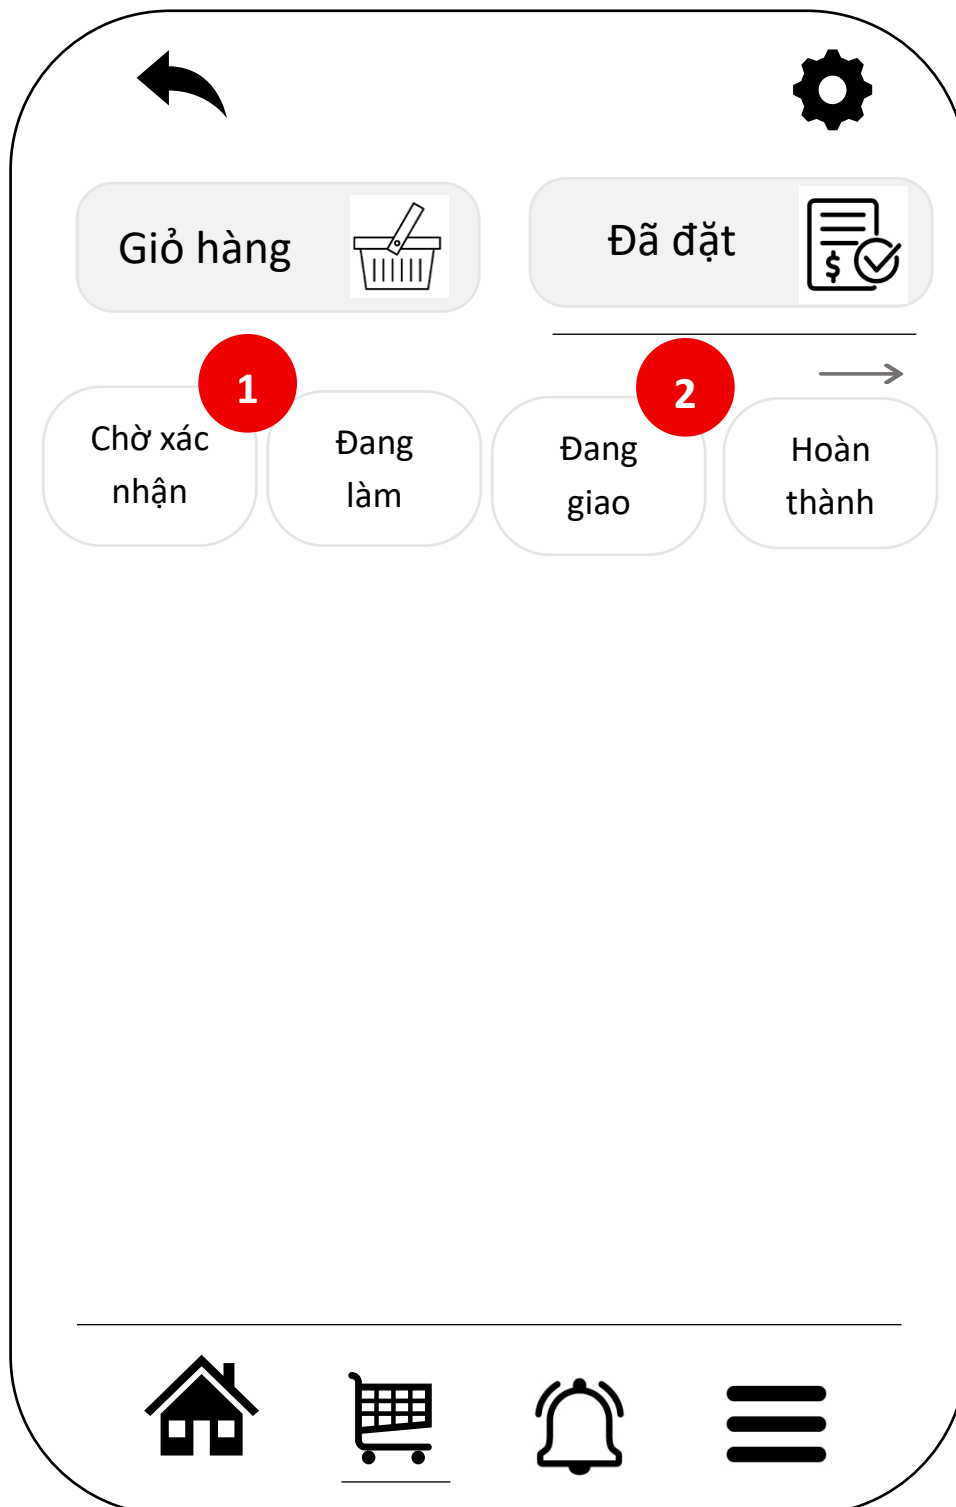 Giỏ hàng
Đã đặt
$
1
2
Chờ xác
nhận
Đang
làm
Đang
giao
Hoàn
thành